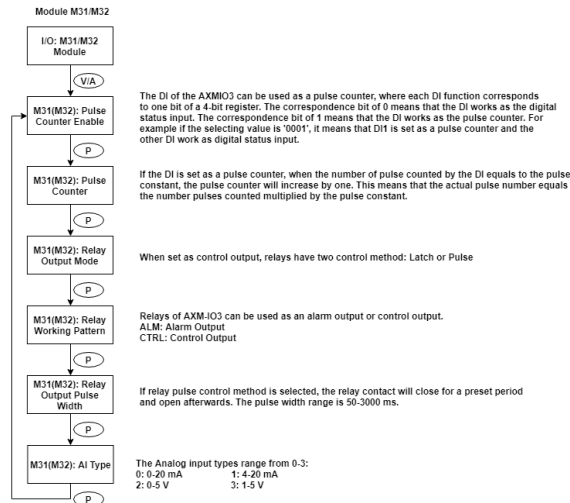 Module M31/M32
I/O: M31/M32
Module
V/A
M31(M32): Pulse
Counter Enable
The DI of the AXMIO3 can be used as a pulse counter, where each DI function corresponds
to one bit of a 4-bit register. The correspondence bit of 0 means that the DI works as the digital
status input. The correspondence bit of 1 means that the DI works as the pulse counter. For
example if the selecting value is '0001', it means that DI1 is set as a pulse counter and the
other DI work as digital status input.
P
M31(M32): Pulse
Counter
If the DI is set as a pulse counter, when the number of pulse counted by the DI equals to the pulse
constant, the pulse counter will increase by one. This means that the actual pulse number equals
the number pulses counted multiplied by the pulse constant.
P
M31(M32): Relay
Output Mode
When set as control output, relays have two control method: Latch or Pulse
P
M31(M32): Relay
Working Pattern
Relays of AXM-IO3 can be used as an alarm output or control output.
ALM: Alarm Output
CTRL: Control Output
P
M31(M32): Relay
Output Pulse
Width
If relay pulse control method is selected, the relay contact will close for a preset period
and open afterwards. The pulse width range is 50-3000 ms.
P
M31(M32): AI Type
The Analog input types range from 0-3:
0: 0-20 mA 1: 4-20 mA
2: 0-5 V 3: 1-5 V
P